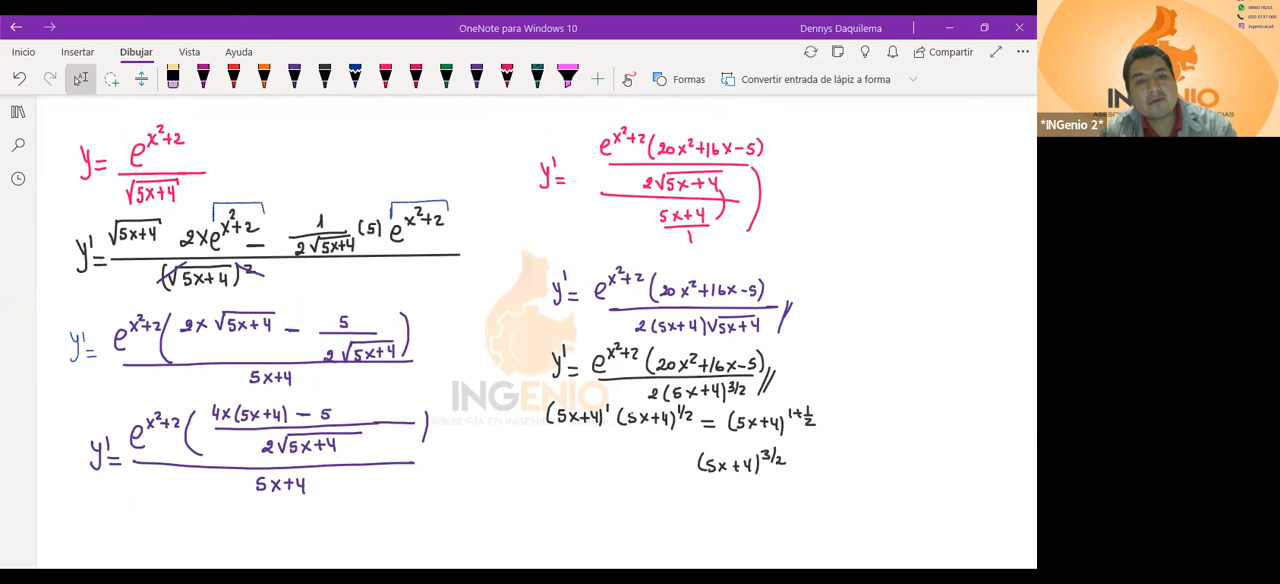 OneNote para Windows 10
Dennys Daquilema
Inicio Insertar Dibujar Vista Ayuda
Compartir
Formas
Convertir entrada de lápiz a forma
*INGenio 2*
y = e^(x²+2) / √(5x+4)
y' = (√(5x+4) 2xe^(x²+2) − 1/(2√(5x+4)) (5) e^(x²+2)) / (√(5x+4))²
y' = e^(x²+2) (2x √(5x+4) − 5/(2√(5x+4))) / (5x+4)
y' = e^(x²+2) ((4x(5x+4) − 5) / (2√(5x+4))) / (5x+4)
y' = (e^(x²+2) (20x²+16x−5) / (2√(5x+4))) / ((5x+4)/1)
y' = e^(x²+2) (20x²+16x−5) / (2(5x+4)√(5x+4)) //
y' = e^(x²+2) (20x²+16x−5) / (2(5x+4)^(3/2)) //
(5x+4)¹ (5x+4)^(1/2) = (5x+4)^(1+1/2)
(5x+4)^(3/2)
INGENIO